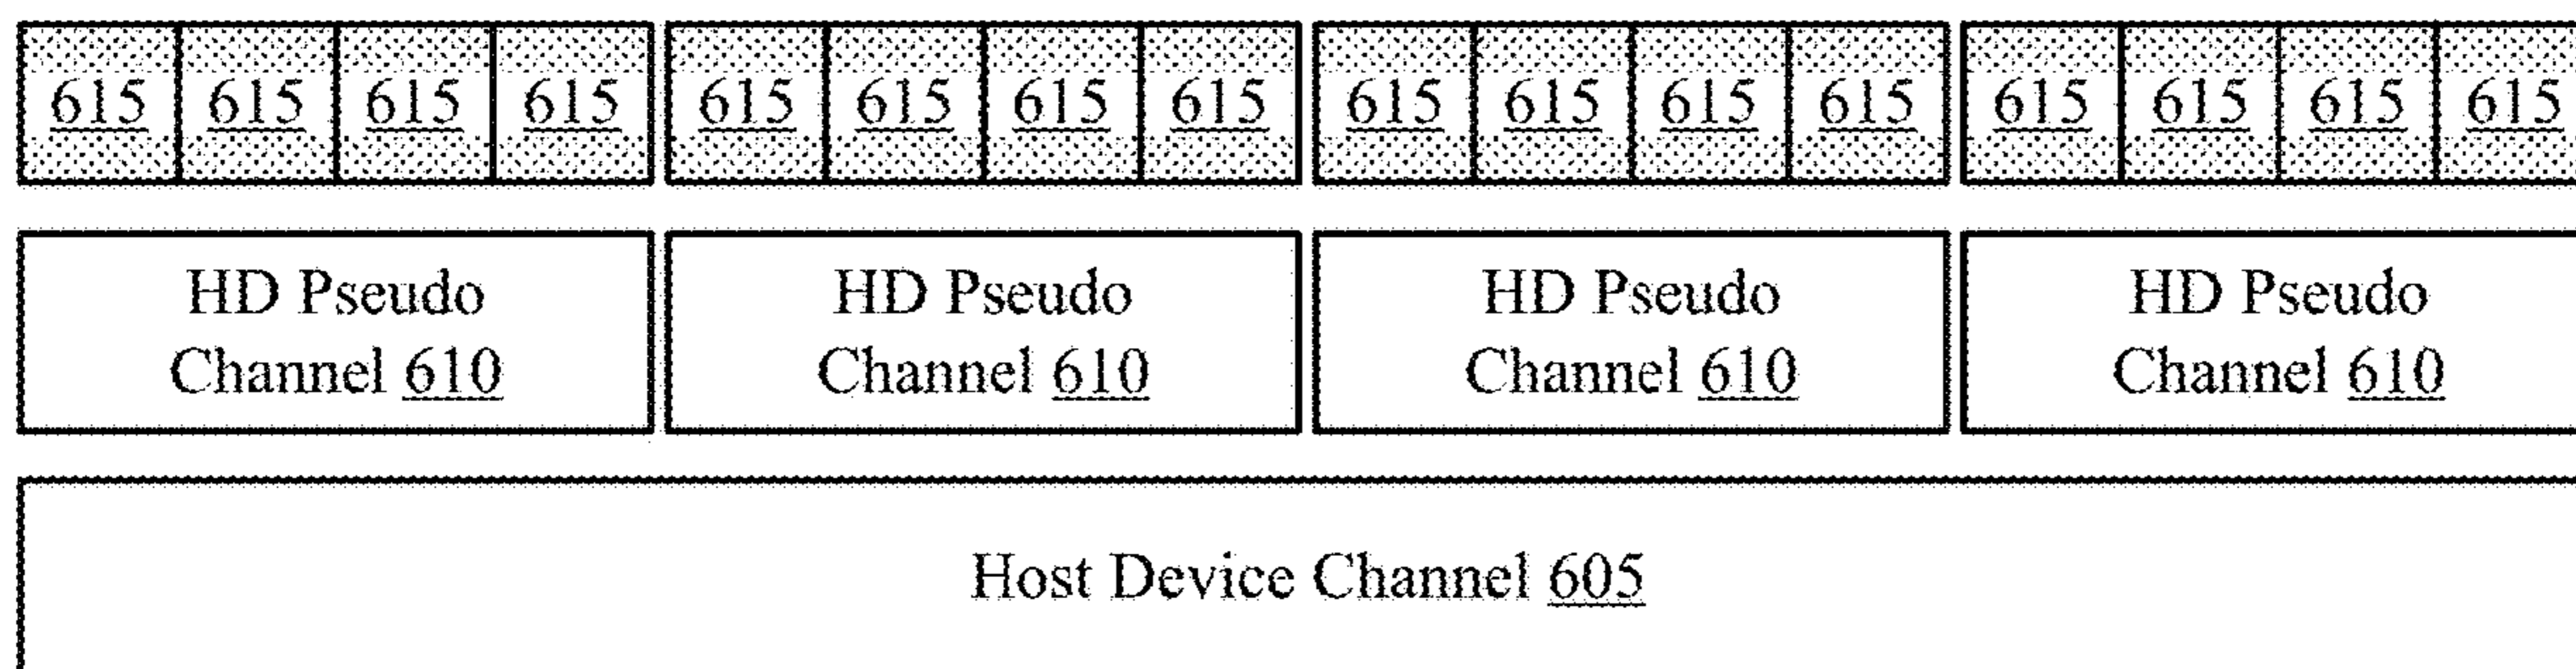 615 615 615 615 615 615 615 615 615 615 615 615 615 615 615 615
HD Pseudo HD Pseudo HD Pseudo HD Pseudo
Channel 610 Channel 610 Channel 610 Channel 610
Host Device Channel 605